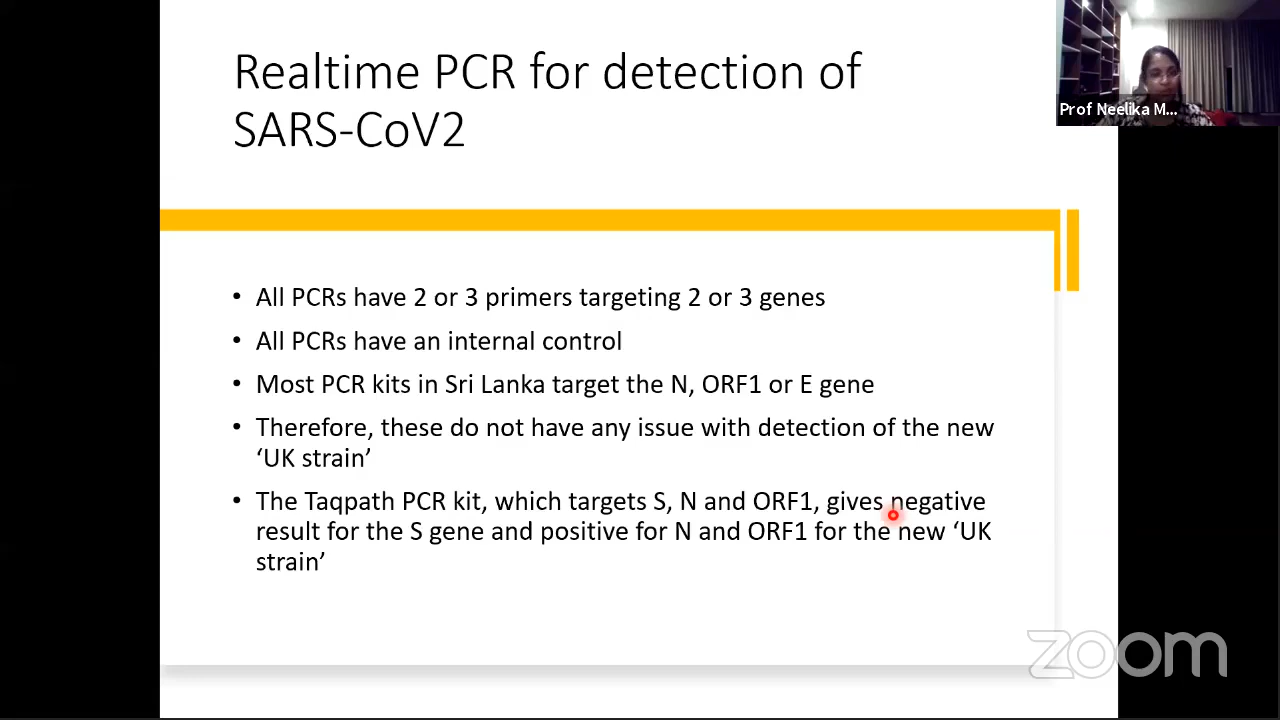 Realtime PCR for detection of
SARS-CoV2
Prof Neelika M...
• All PCRs have 2 or 3 primers targeting 2 or 3 genes
• All PCRs have an internal control
• Most PCR kits in Sri Lanka target the N, ORF1 or E gene
• Therefore, these do not have any issue with detection of the new
‘UK strain’
• The Taqpath PCR kit, which targets S, N and ORF1, gives negative
result for the S gene and positive for N and ORF1 for the new ‘UK
strain’
zoom